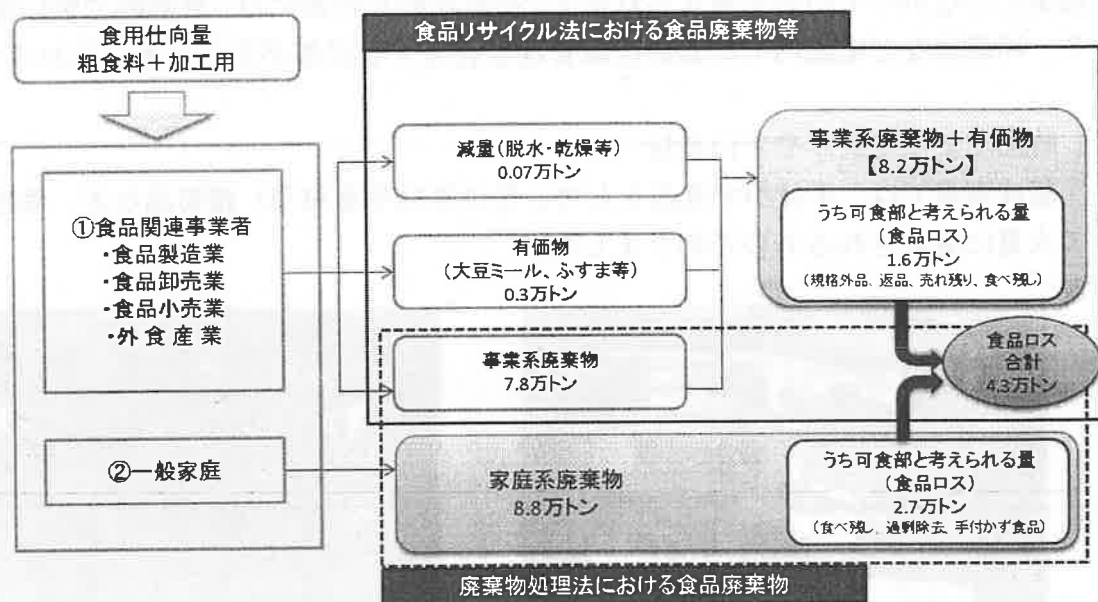 食用仕向量
粗食料＋加工用
食品リサイクル法における食品廃棄物等
①食品関連事業者
・食品製造業
・食品卸売業
・食品小売業
・外食産業
②一般家庭
減量(脱水・乾燥等)
0.07万トン
有価物
(大豆ミール、ふすま等)
0.3万トン
事業系廃棄物
7.8万トン
事業系廃棄物＋有価物
【8.2万トン】
うち可食部と考えられる量
(食品ロス)
1.6万トン
(規格外品、返品、売れ残り、食べ残し)
食品ロス
合計
4.3万トン
家庭系廃棄物
8.8万トン
うち可食部と考えられる量
(食品ロス)
2.7万トン
(食べ残し、過剰除去、手付かず食品)
廃棄物処理法における食品廃棄物